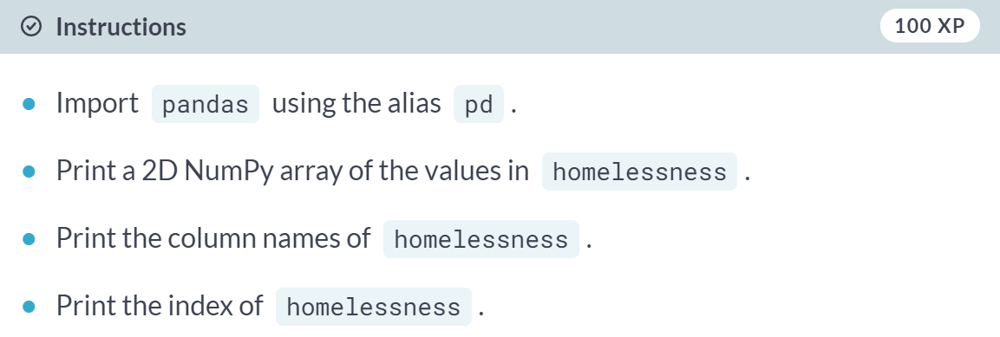 Instructions 100 XP
Import pandas using the alias pd .
Print a 2D NumPy array of the values in homelessness .
Print the column names of homelessness .
Print the index of homelessness .